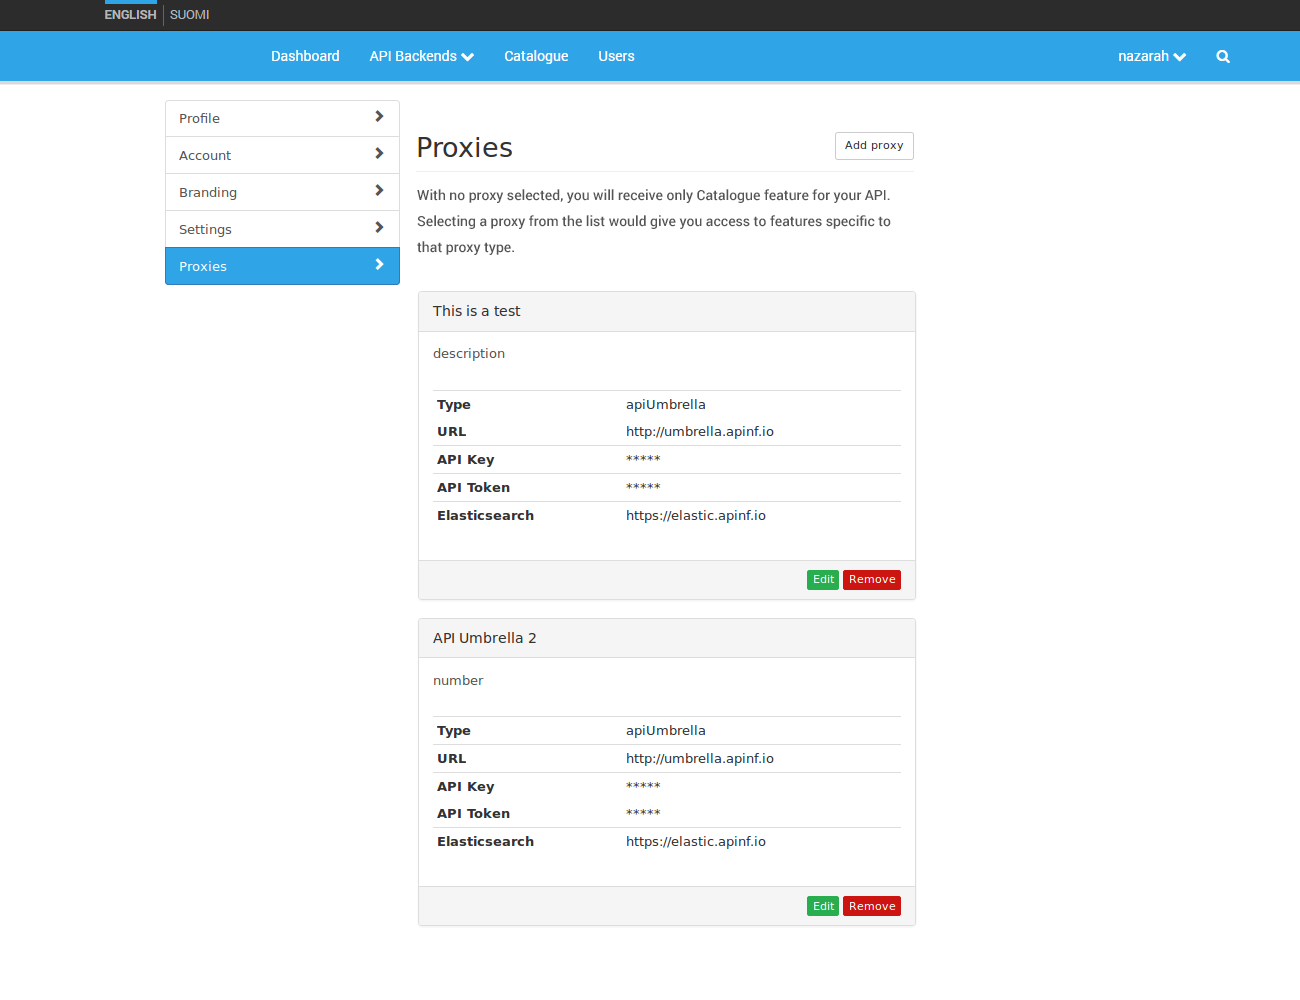 ENGLISH SUOMI
Dashboard API Backends Catalogue Users nazarah
Profile
Account
Branding
Settings
Proxies
Proxies Add proxy
With no proxy selected, you will receive only Catalogue feature for your API.
Selecting a proxy from the list would give you access to features specific to
that proxy type.
This is a test
description
Type apiUmbrella
URL http://umbrella.apinf.io
API Key *****
API Token *****
Elasticsearch https://elastic.apinf.io
Edit Remove
API Umbrella 2
number
Type apiUmbrella
URL http://umbrella.apinf.io
API Key *****
API Token *****
Elasticsearch https://elastic.apinf.io
Edit Remove